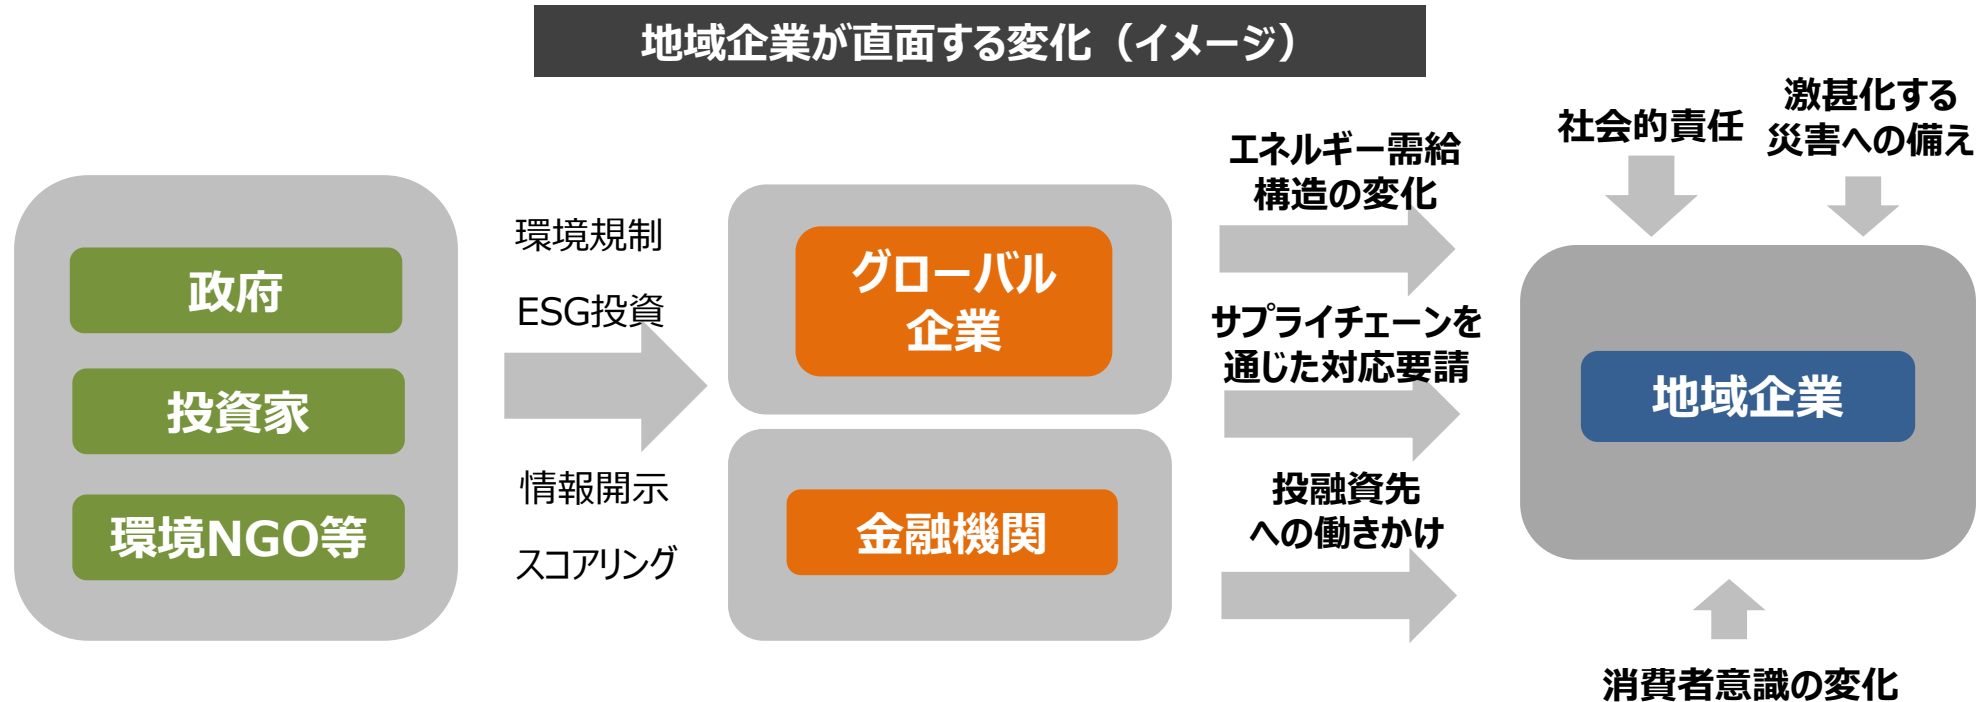 地域企業が直面する変化（イメージ）
政府
投資家
環境NGO等
環境規制
ESG投資
情報開示
スコアリング
グローバル
企業
金融機関
エネルギー需給
構造の変化
サプライチェーンを
通じた対応要請
投融資先
への働きかけ
社会的責任
激甚化する
災害への備え
地域企業
消費者意識の変化